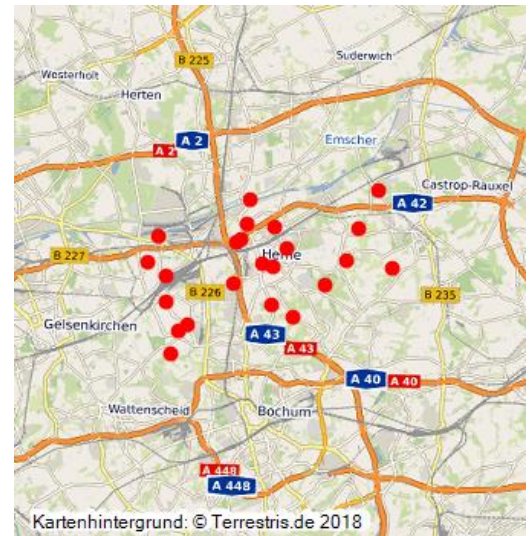 B 225
Suderwich
Westerholt
Herten
A 2
A 2
Emscher
Castrop-Rauxel
A 42
B 227
Herne
B 226
B 235
Gelsenkirchen
A 43
A 43
A 40
A 40
Wattenscheid
Bochum
A 448
A 448
Kartenhintergrund: © Terrestris.de 2018